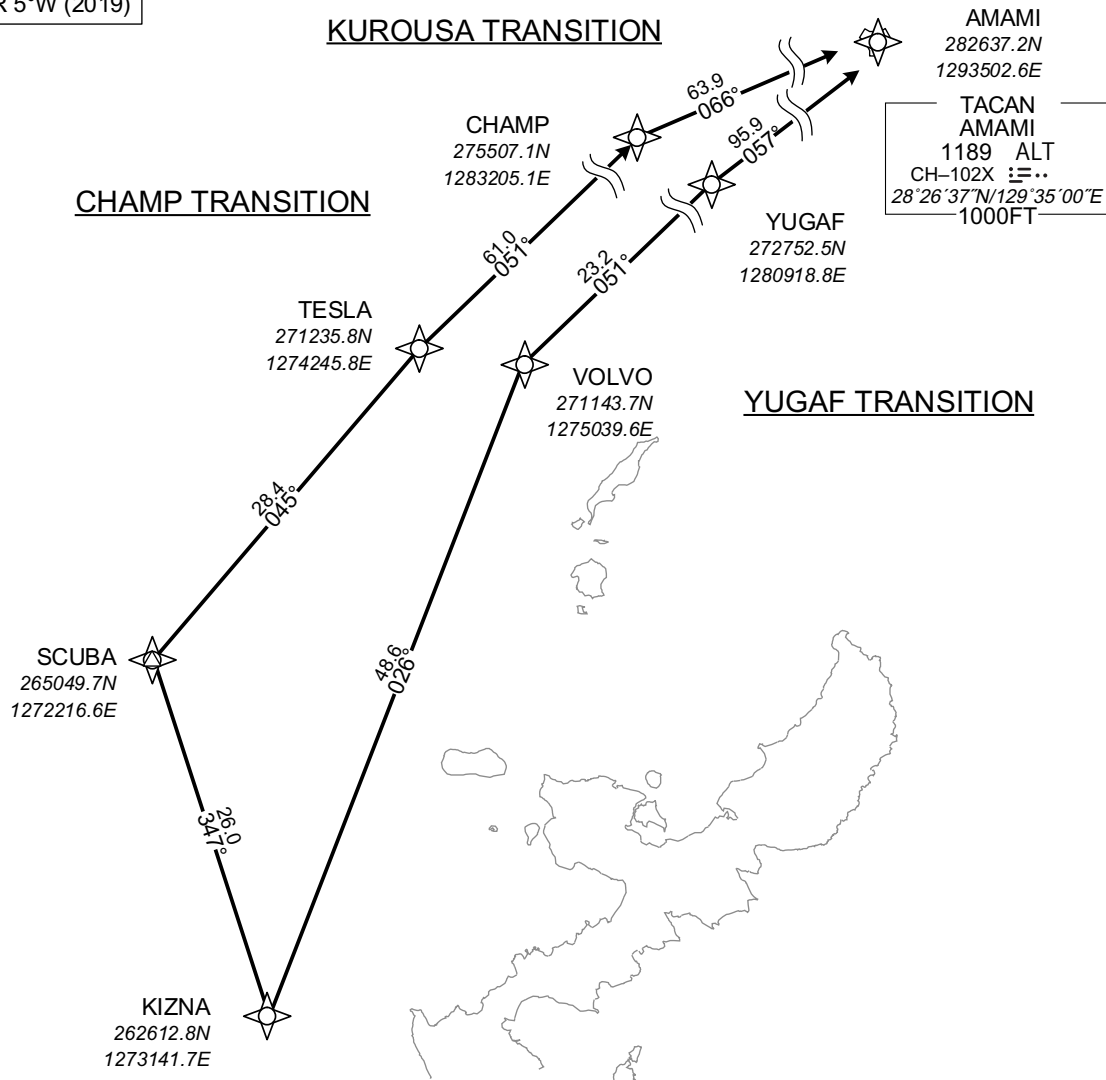 R 5°W (2019)
KUROUSA TRANSITION
AMAMI
282637.2N
1293502.6E
TACAN
AMAMI
1189 ALT
CH–102X
28°26´37˝N/129°35´00˝E
1000FT
63.9
066°
95.9
057°
CHAMP
275507.1N
1283205.1E
CHAMP TRANSITION
YUGAF
272752.5N
1280918.8E
61.0
051°
23.2
051°
TESLA
271235.8N
1274245.8E
VOLVO
271143.7N
1275039.6E
YUGAF TRANSITION
28.4
045°
SCUBA
265049.7N
1272216.6E
48.6
026°
26.0
347°
KIZNA
262612.8N
1273141.7E